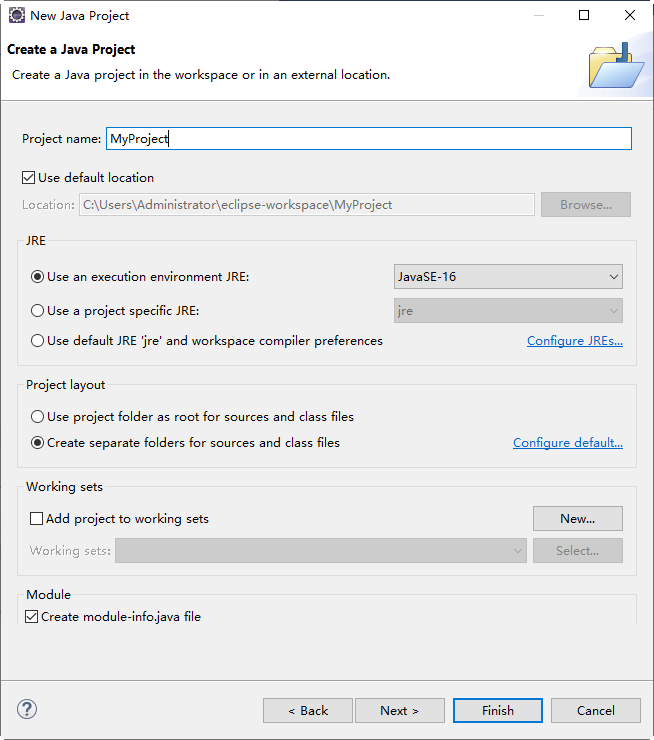 New Java Project
Create a Java Project
Create a Java project in the workspace or in an external location.
Project name: MyProject
Use default location
Location: C:\Users\Administrator\eclipse-workspace\MyProject Browse...
JRE
Use an execution environment JRE: JavaSE-16
Use a project specific JRE: jre
Use default JRE 'jre' and workspace compiler preferences Configure JREs...
Project layout
Use project folder as root for sources and class files
Create separate folders for sources and class files Configure default...
Working sets
Add project to working sets New...
Working sets: Select...
Module
Create module-info.java file
? < Back Next > Finish Cancel